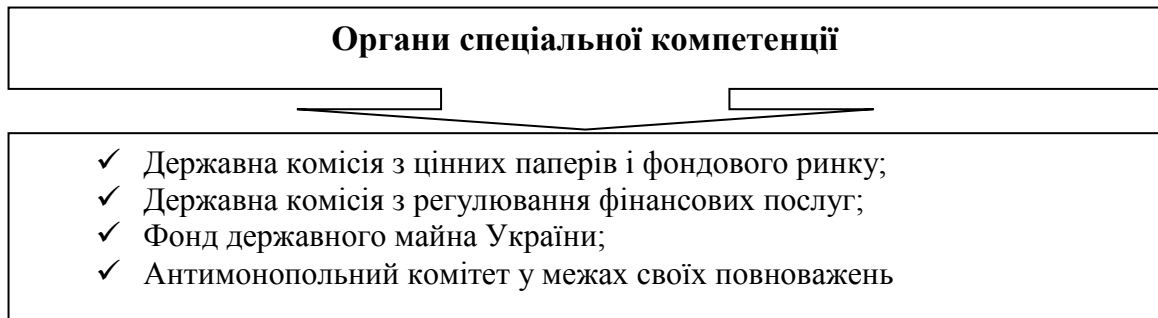 Органи спеціальної компетенції
✓ Державна комісія з цінних паперів і фондового ринку;
✓ Державна комісія з регулювання фінансових послуг;
✓ Фонд державного майна України;
✓ Антимонопольний комітет у межах своїх повноважень